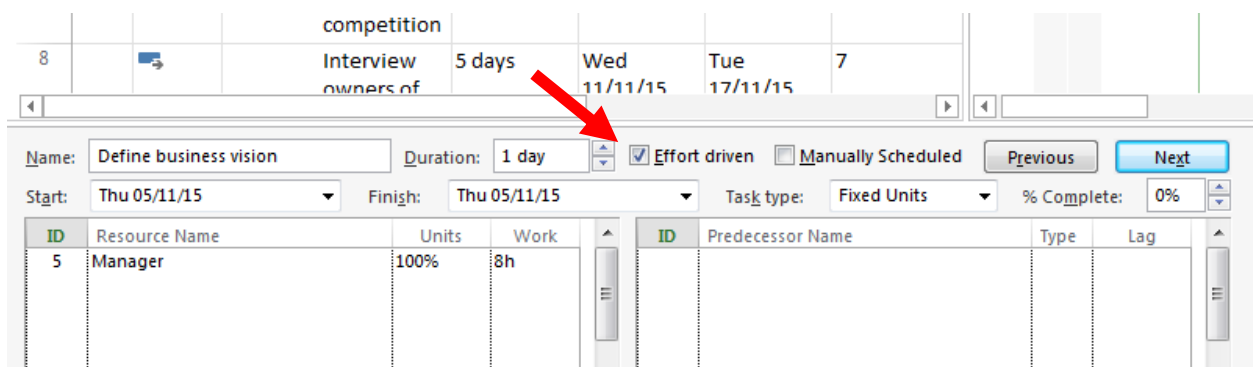 competition
8 Interview 5 days Wed Tue 7
owners of 11/11/15 17/11/15
Name: Define business vision Duration: 1 day Effort driven Manually Scheduled Previous Next
Start: Thu 05/11/15 Finish: Thu 05/11/15 Task type: Fixed Units % Complete: 0%
ID Resource Name Units Work ID Predecessor Name Type Lag
5 Manager 100% 8h